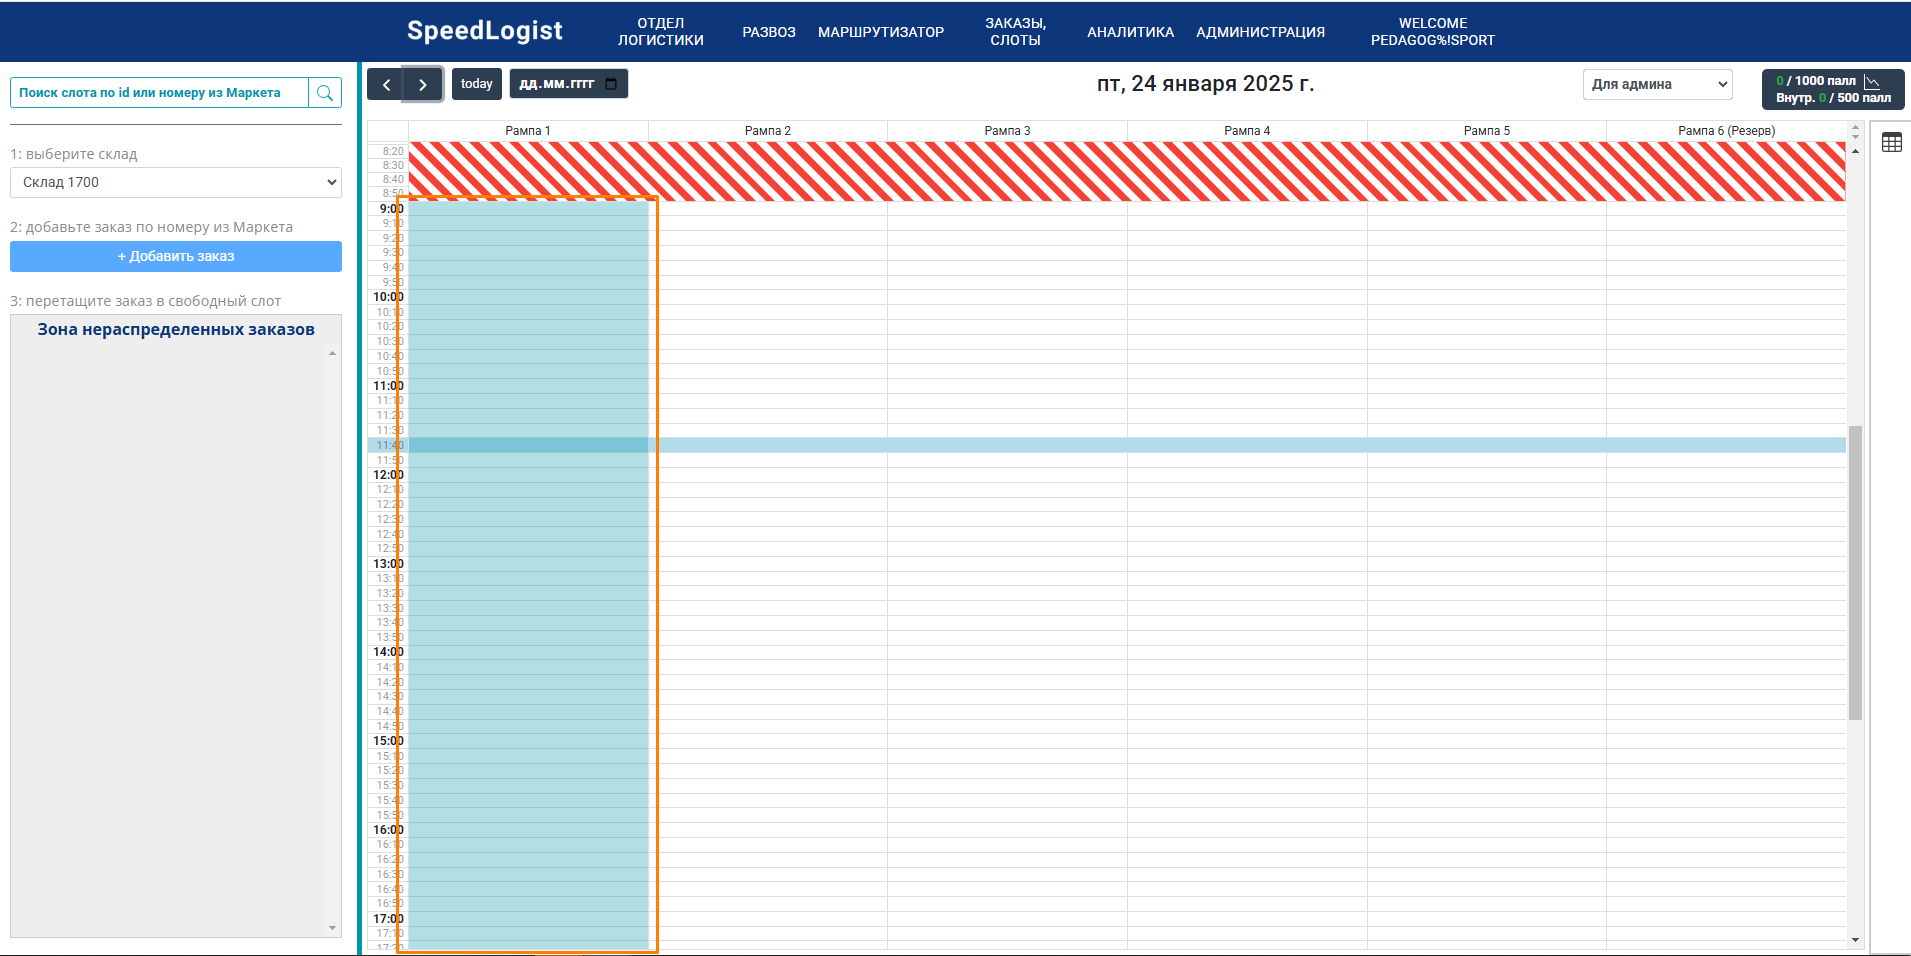 SpeedLogist
ОТДЕЛ
ЛОГИСТИКИ
РАЗВОЗ
МАРШРУТИЗАТОР
ЗАКАЗЫ,
СЛОТЫ
АНАЛИТИКА
АДМИНИСТРАЦИЯ
WELCOME
PEDAGOG%!SPORT
Поиск слота по id или номеру из Маркета
1: выберите склад
Склад 1700
2: добавьте заказ по номеру из Маркета
+ Добавить заказ
3: перетащите заказ в свободный слот
Зона нераспределенных заказов
today
дд.мм.гггг
пт, 24 января 2025 г.
Для админа
0 / 1000 палл
Внутр. 0 / 500 палл
Рампа 1
Рампа 2
Рампа 3
Рампа 4
Рампа 5
Рампа 6 (Резерв)
8:20
8:30
8:40
8:50
9:00
9:10
9:20
9:30
9:40
9:50
10:00
10:10
10:20
10:30
10:40
10:50
11:00
11:10
11:20
11:30
11:40
11:50
12:00
12:10
12:20
12:30
12:40
12:50
13:00
13:10
13:20
13:30
13:40
13:50
14:00
14:10
14:20
14:30
14:40
14:50
15:00
15:10
15:20
15:30
15:40
15:50
16:00
16:10
16:20
16:30
16:40
16:50
17:00
17:10
17:20